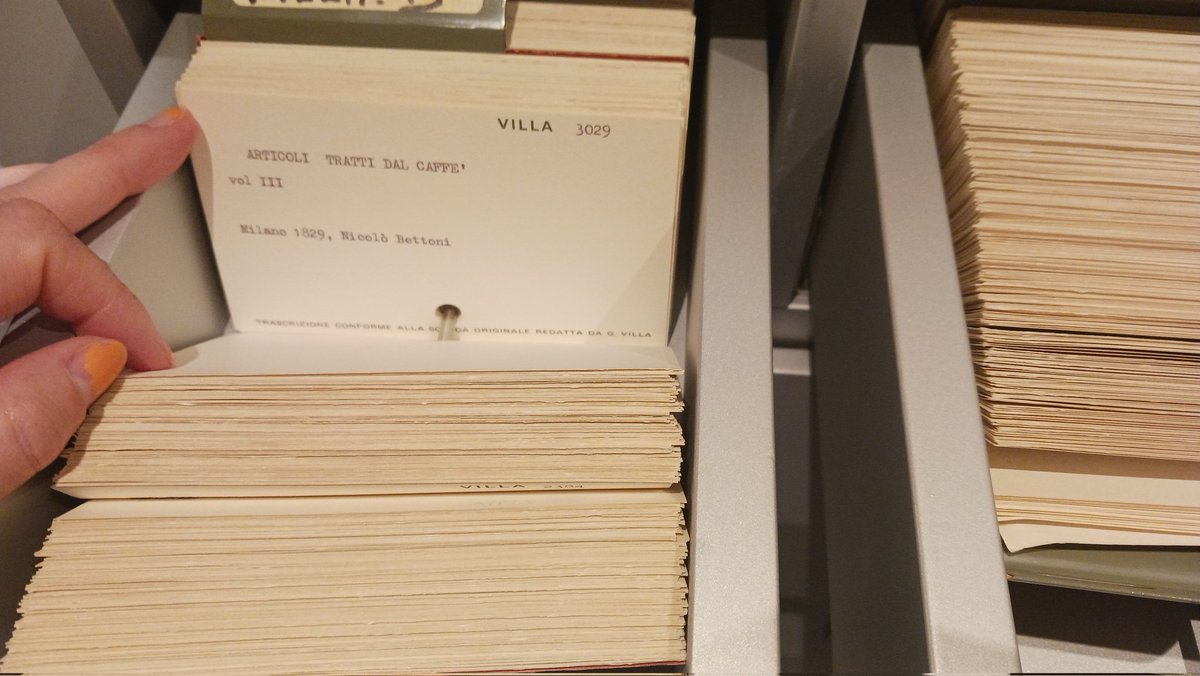 VILLA 3029
ARTICOLI TRATTI DAL CAFFE'
vol III
Milano 1829, Nicolò Bettoni
TRASCRIZIONE CONFORME ALLA DA ORIGINALE REDATTA DA G. VILLA
VILLA